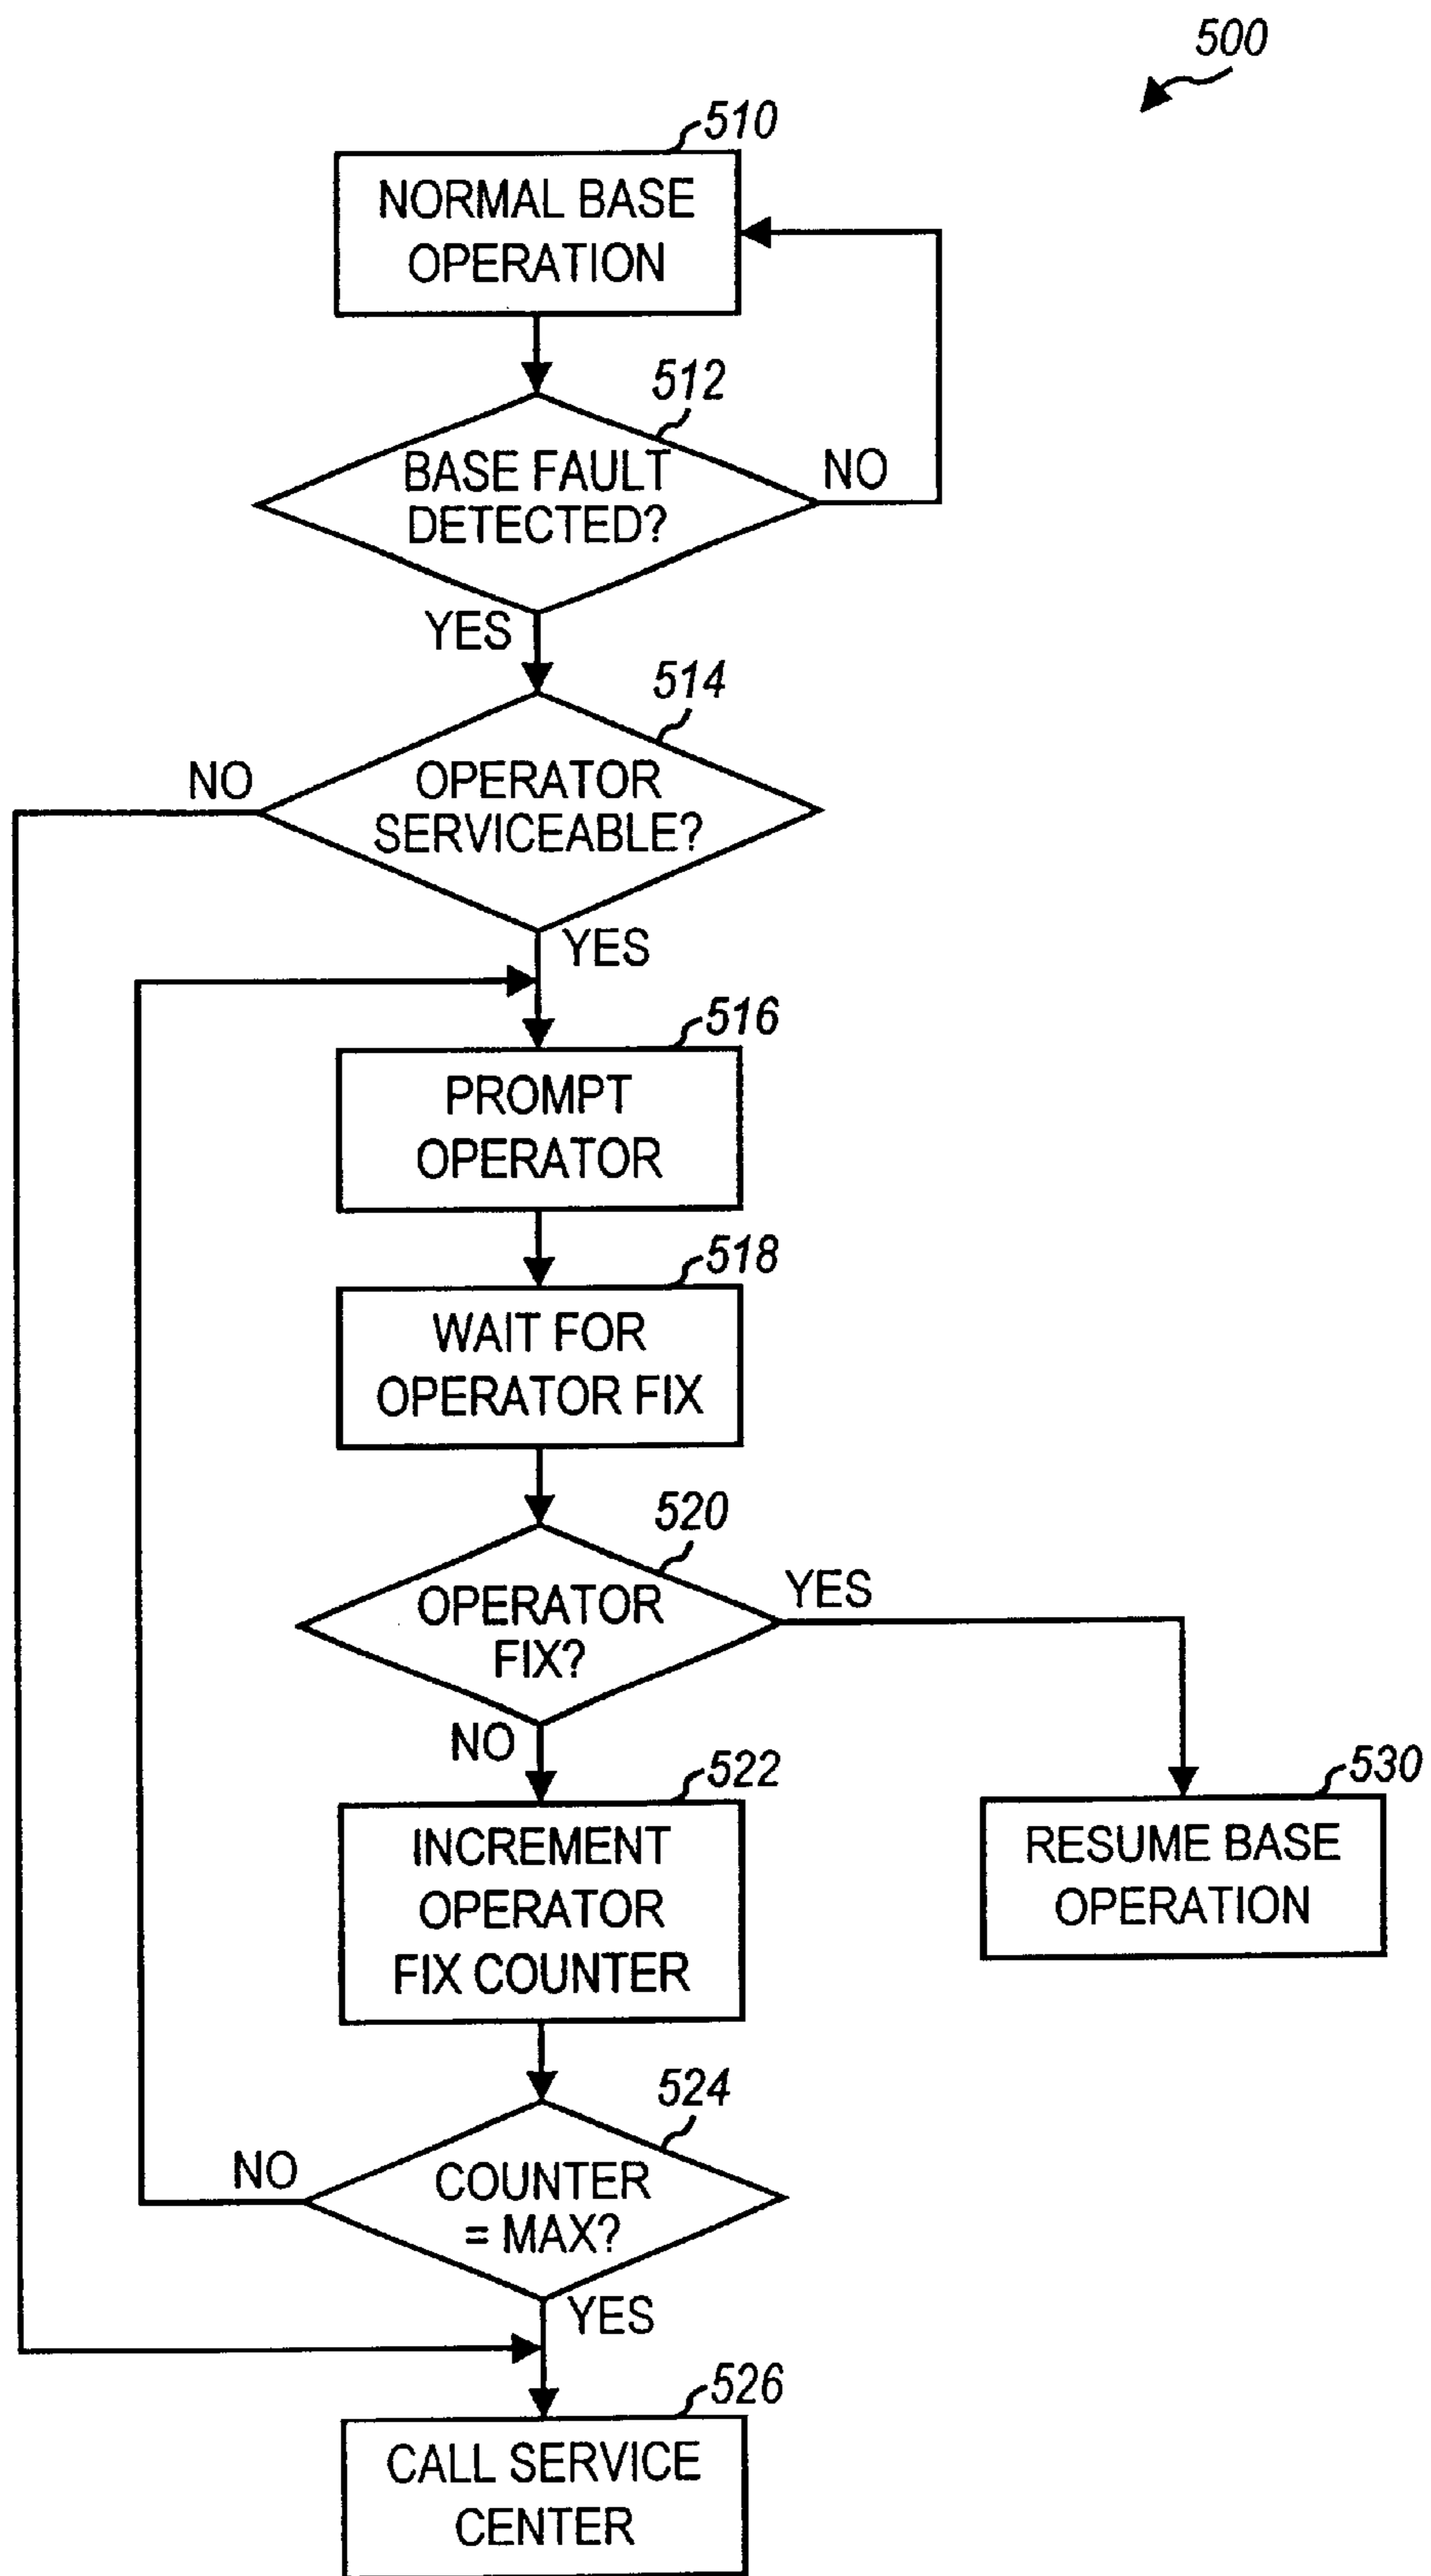 500
510
NORMAL BASE
OPERATION
512
BASE FAULT
DETECTED?
NO
YES
514
NO
OPERATOR
SERVICEABLE?
YES
516
PROMPT
OPERATOR
518
WAIT FOR
OPERATOR FIX
520
OPERATOR
FIX?
YES
NO
522
INCREMENT
OPERATOR
FIX COUNTER
530
RESUME BASE
OPERATION
524
NO
COUNTER
= MAX?
YES
526
CALL SERVICE
CENTER